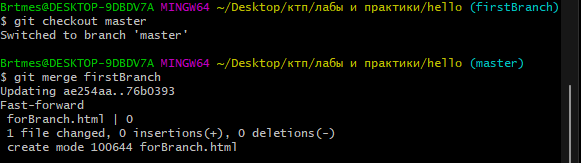 Brtmes@DESKTOP-9DBDV7A MINGW64 ~/Desktop/ктп/лабы и практики/hello (firstBranch)
$ git checkout master
Switched to branch 'master'
Brtmes@DESKTOP-9DBDV7A MINGW64 ~/Desktop/ктп/лабы и практики/hello (master)
$ git merge firstBranch
Updating ae254aa..76b0393
Fast-forward
 forBranch.html | 0
 1 file changed, 0 insertions(+), 0 deletions(-)
 create mode 100644 forBranch.html